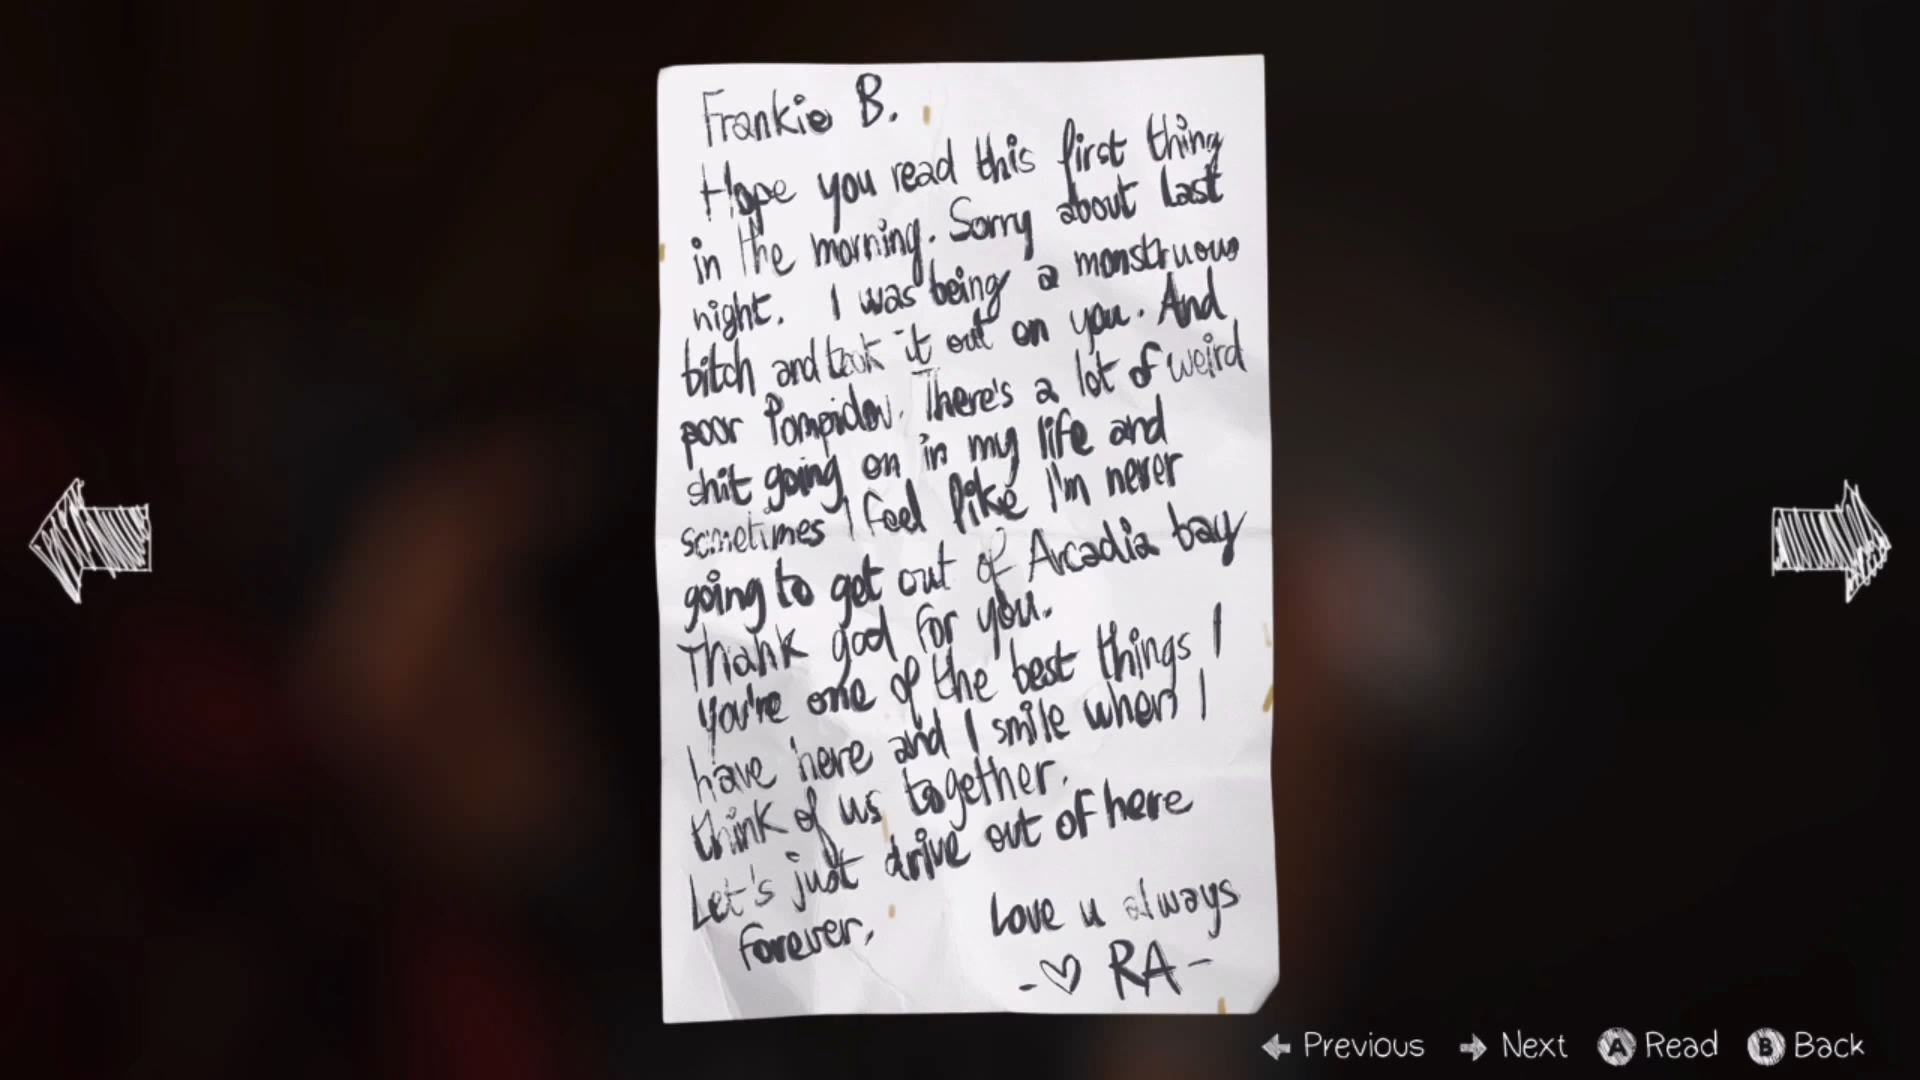 Frankie B.
Hope you read this first thing
in the morning. Sorry about last
night. I was being a monstruous
bitch and took it out on you. And
poor Pompidou. There's a lot of weird
shit going on in my life and
sometimes I feel like I'm never
going to get out of Arcadia bay
Thank god for you.
You're one of the best things I
have here and I smile when I
think of us together.
Let's just drive out of here
forever.
Love u always
-♡ RA-
Previous Next A Read B Back